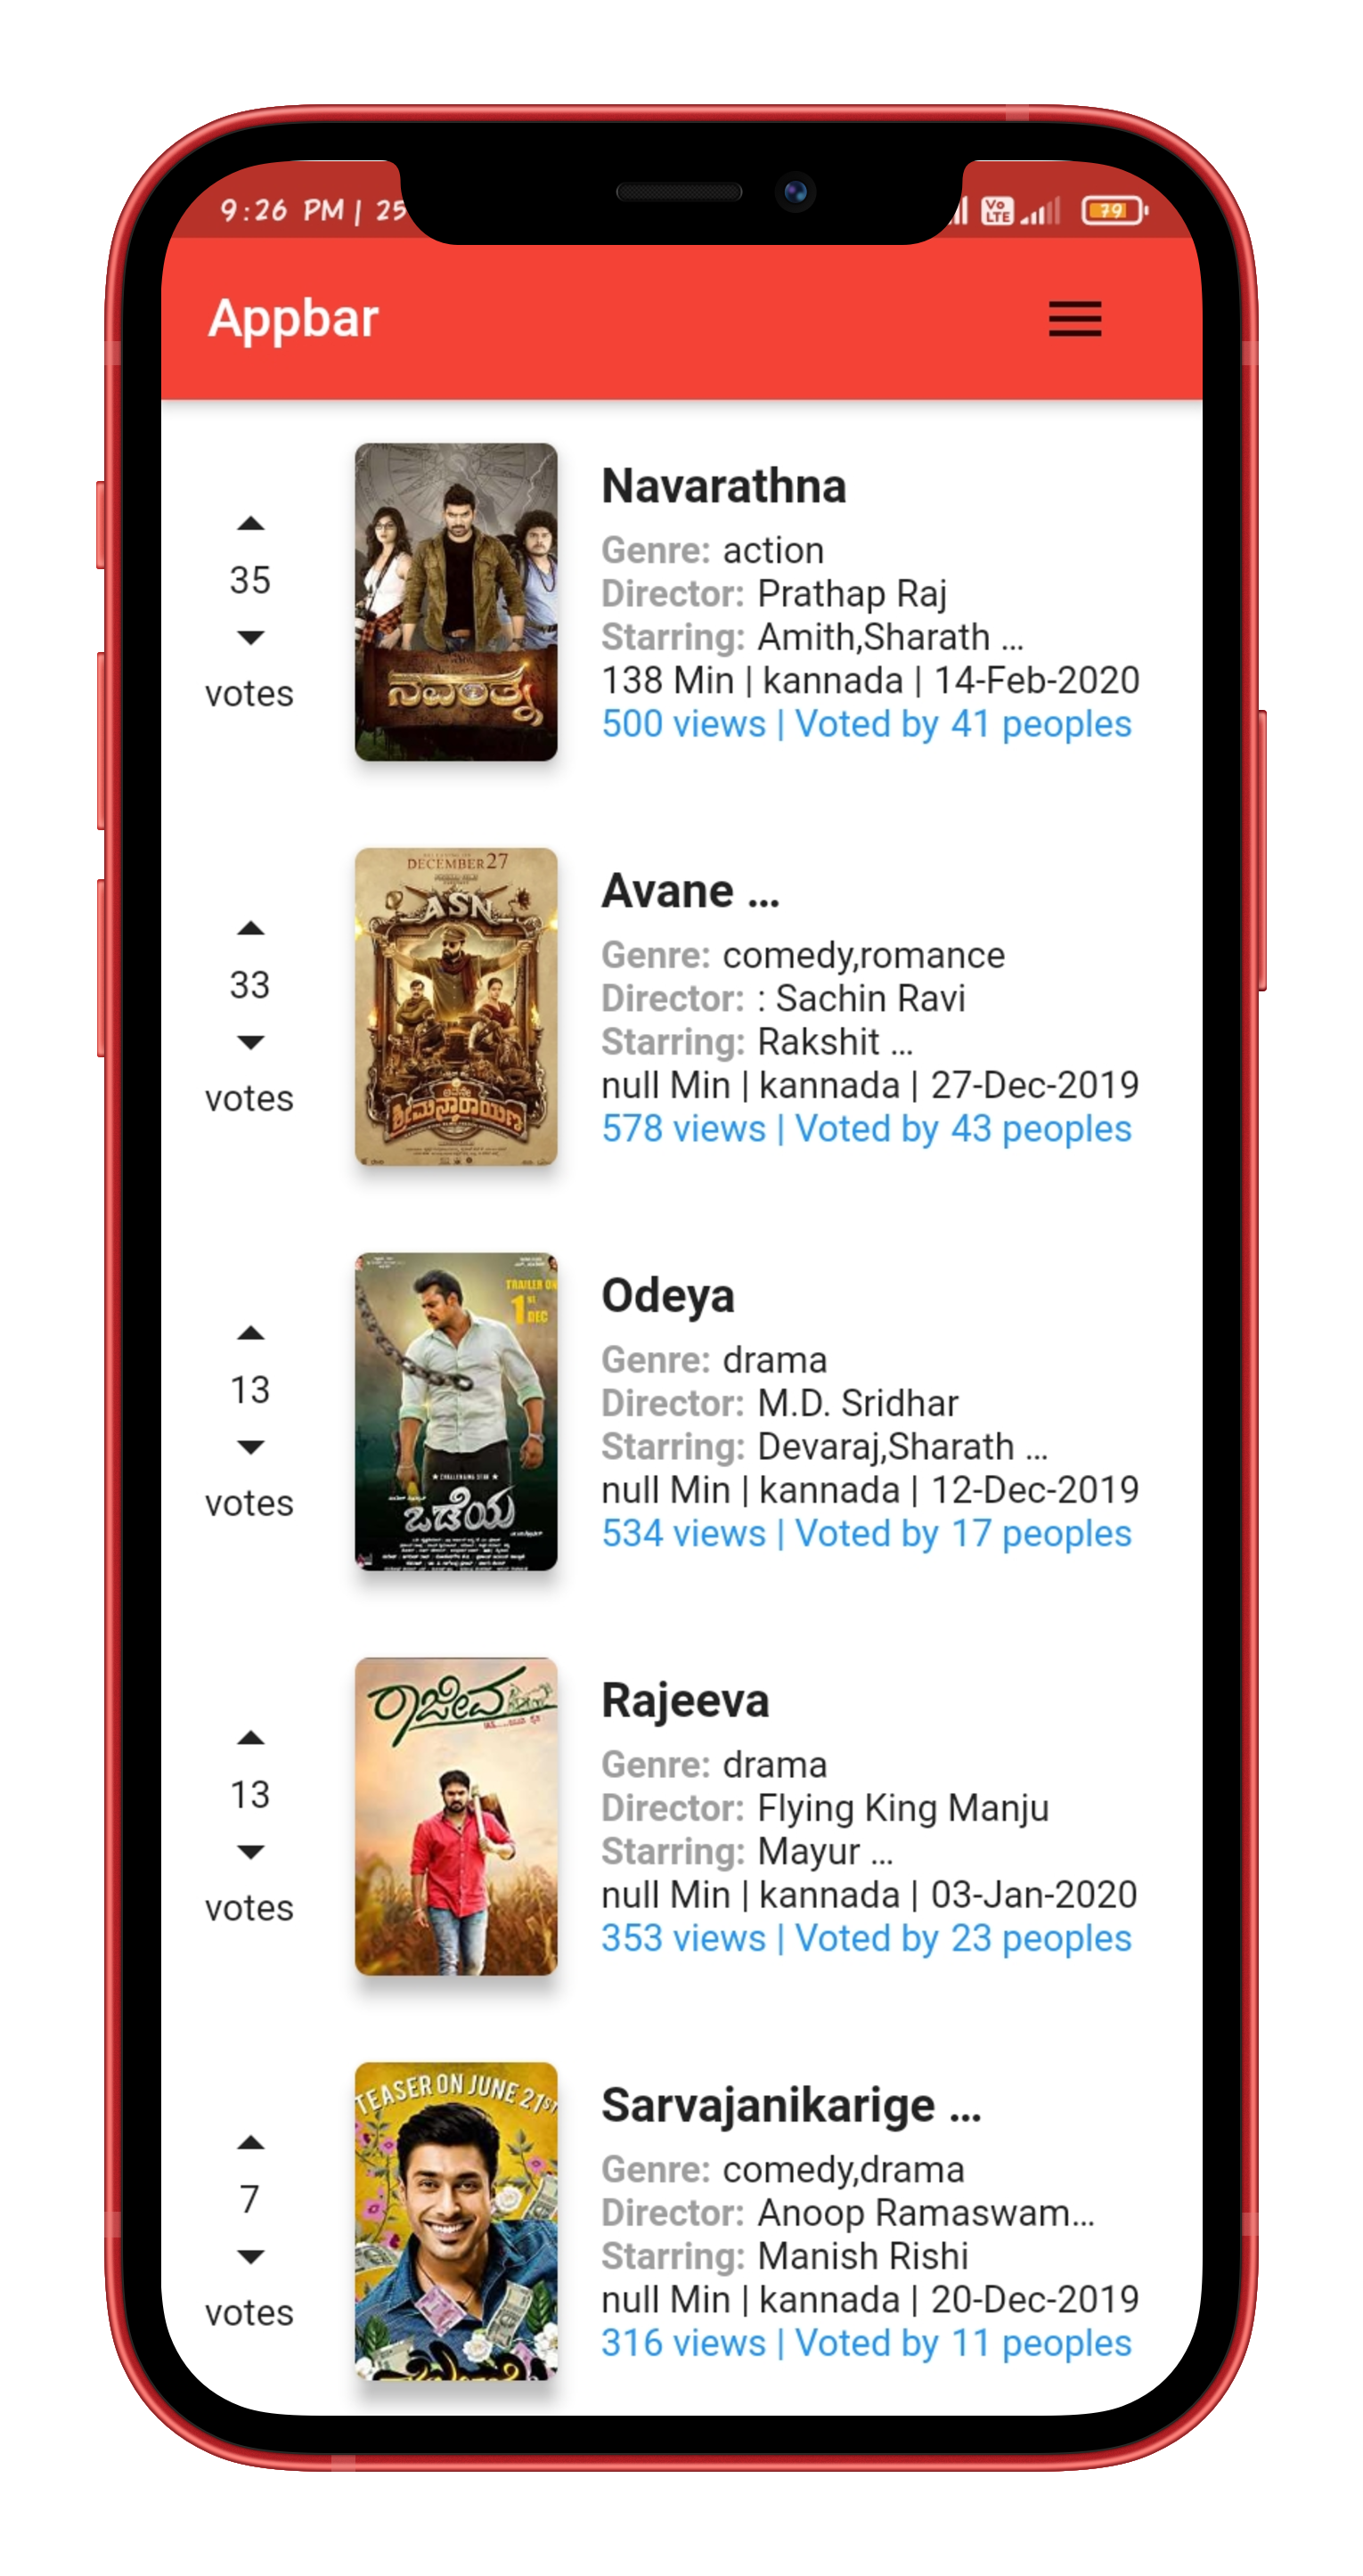 9:26 PM | 25
Vo
LTE
79
Appbar
35
votes
ನವರತ್ನ
Navarathna
Genre: action
Director: Prathap Raj
Starring: Amith,Sharath ...
138 Min | kannada | 14-Feb-2020
500 views | Voted by 41 peoples
33
votes
DECEMBER 27
ASN
ಶ್ರೀಮನ್ನಾರಾಯಣ
Avane ...
Genre: comedy,romance
Director: : Sachin Ravi
Starring: Rakshit ...
null Min | kannada | 27-Dec-2019
578 views | Voted by 43 peoples
13
votes
TRAILER ON
1ST
DEC
★ CHALLENGING STAR ★
ಒಡೆಯ
Odeya
Genre: drama
Director: M.D. Sridhar
Starring: Devaraj,Sharath ...
null Min | kannada | 12-Dec-2019
534 views | Voted by 17 peoples
13
votes
ರಾಜೀವ
Rajeeva
Genre: drama
Director: Flying King Manju
Starring: Mayur ...
null Min | kannada | 03-Jan-2020
353 views | Voted by 23 peoples
7
votes
TEASER ON JUNE 21ST
Sarvajanikarige ...
Genre: comedy,drama
Director: Anoop Ramaswam...
Starring: Manish Rishi
null Min | kannada | 20-Dec-2019
316 views | Voted by 11 peoples